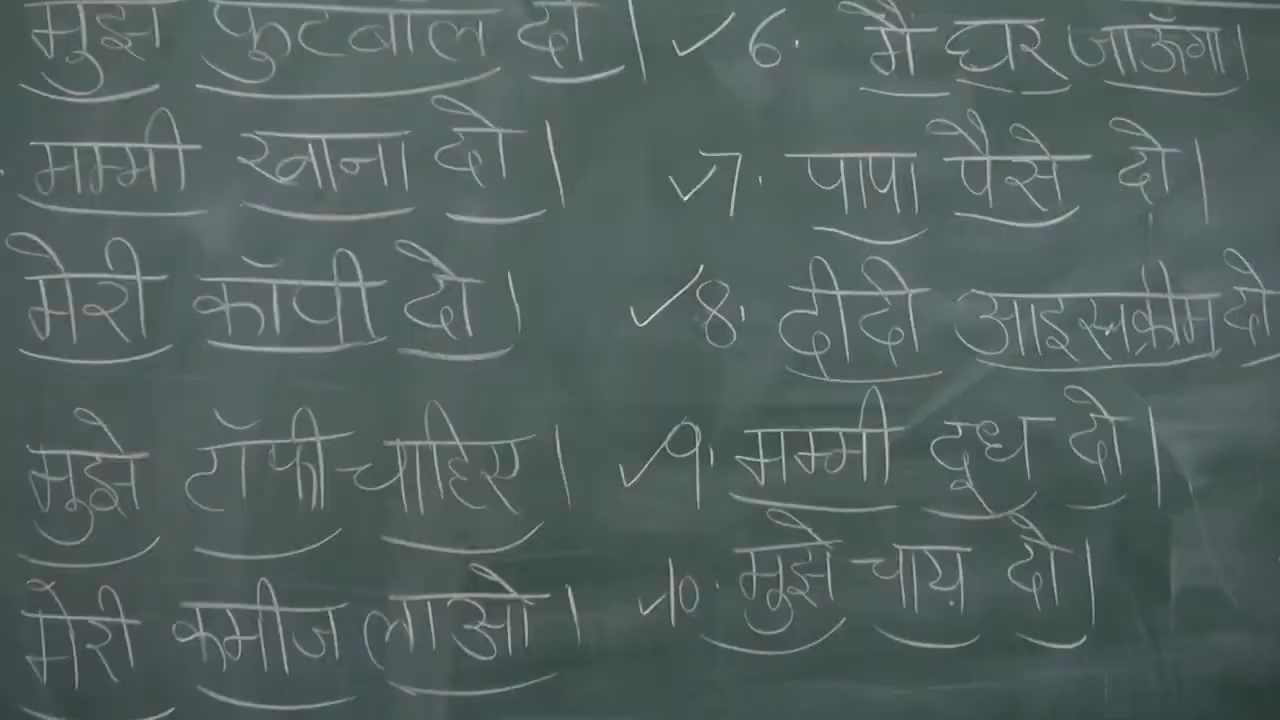 मुझे फुटबॉल दो।
मम्मी खाना दो।
मेरी कॉपी दो।
मुझे टॉफी चाहिए।
मेरी कमीज लाओ।
6. मै घर जाऊँगा।
7. पापा पैसे दो।
8. दीदी आइसक्रीम दो
9. मम्मी दूध दो।
10. मुझे चाय दो।